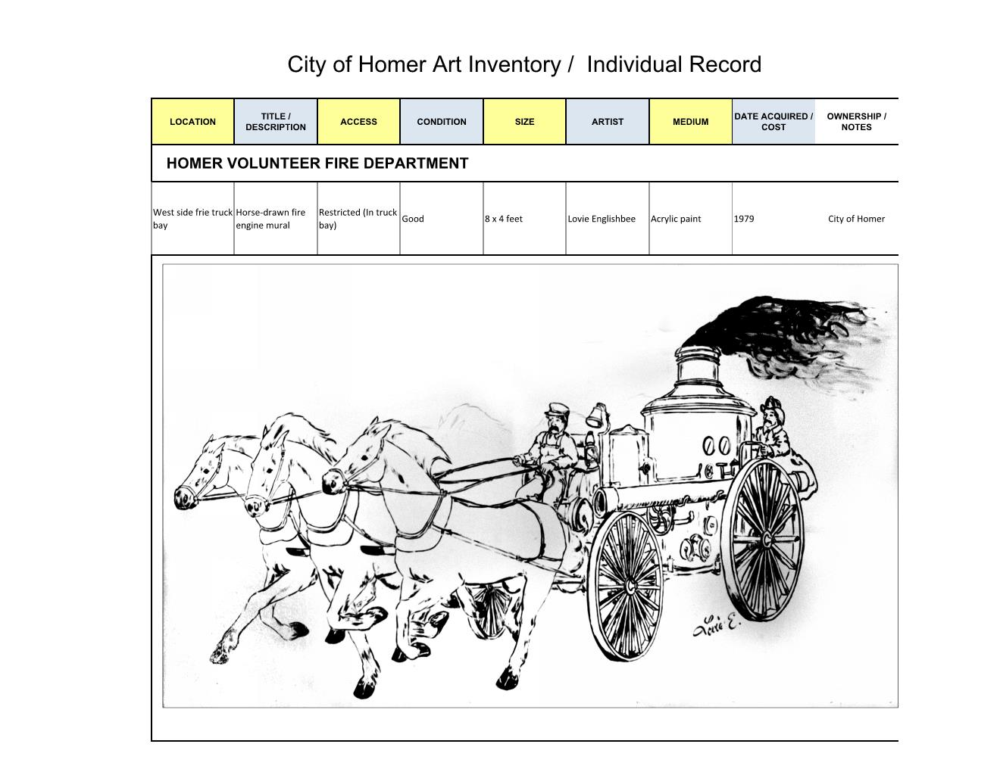 City of Homer Art Inventory /  Individual Record
LOCATION
TITLE /
DESCRIPTION
ACCESS
CONDITION
SIZE
ARTIST
MEDIUM
DATE ACQUIRED /
COST
OWNERSHIP /
NOTES
HOMER VOLUNTEER FIRE DEPARTMENT
West side frie truck
bay
Horse-drawn fire
engine mural
Restricted (In truck
bay)
Good
8 x 4 feet
Lovie Englishbee
Acrylic paint
1979
City of Homer
Lovie E.